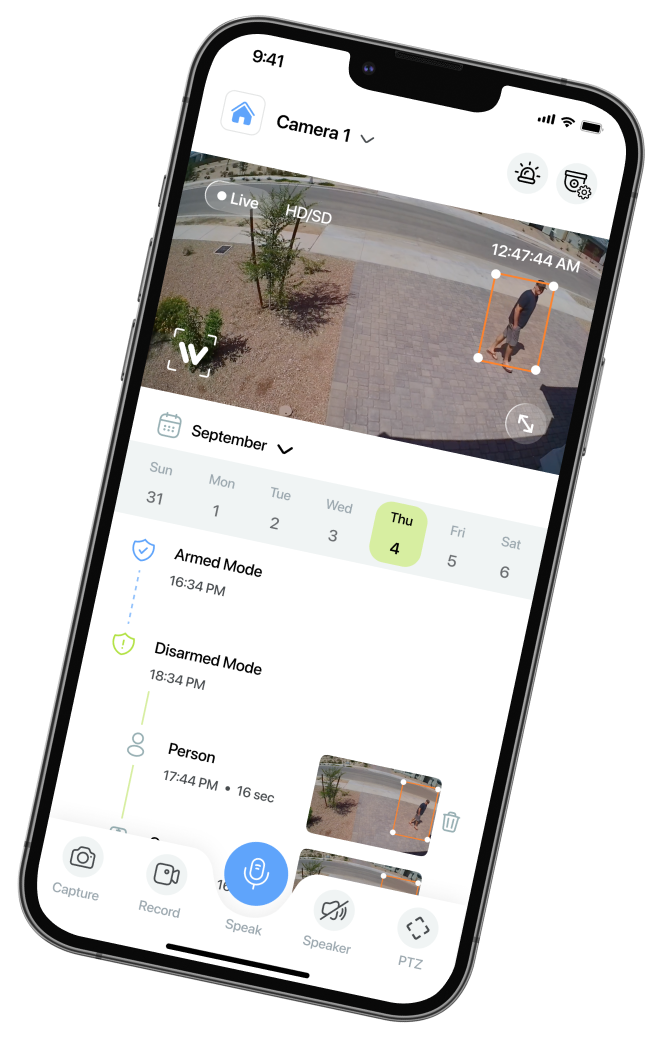 9:41
Camera 1
Live
HD/SD
12:47:44 AM
September
Sun Mon Tue Wed Thu Fri Sat
31 1 2 3 4 5 6
Armed Mode
16:34 PM
Disarmed Mode
18:34 PM
Person
17:44 PM • 16 sec
Capture
Record
Speak
Speaker
PTZ